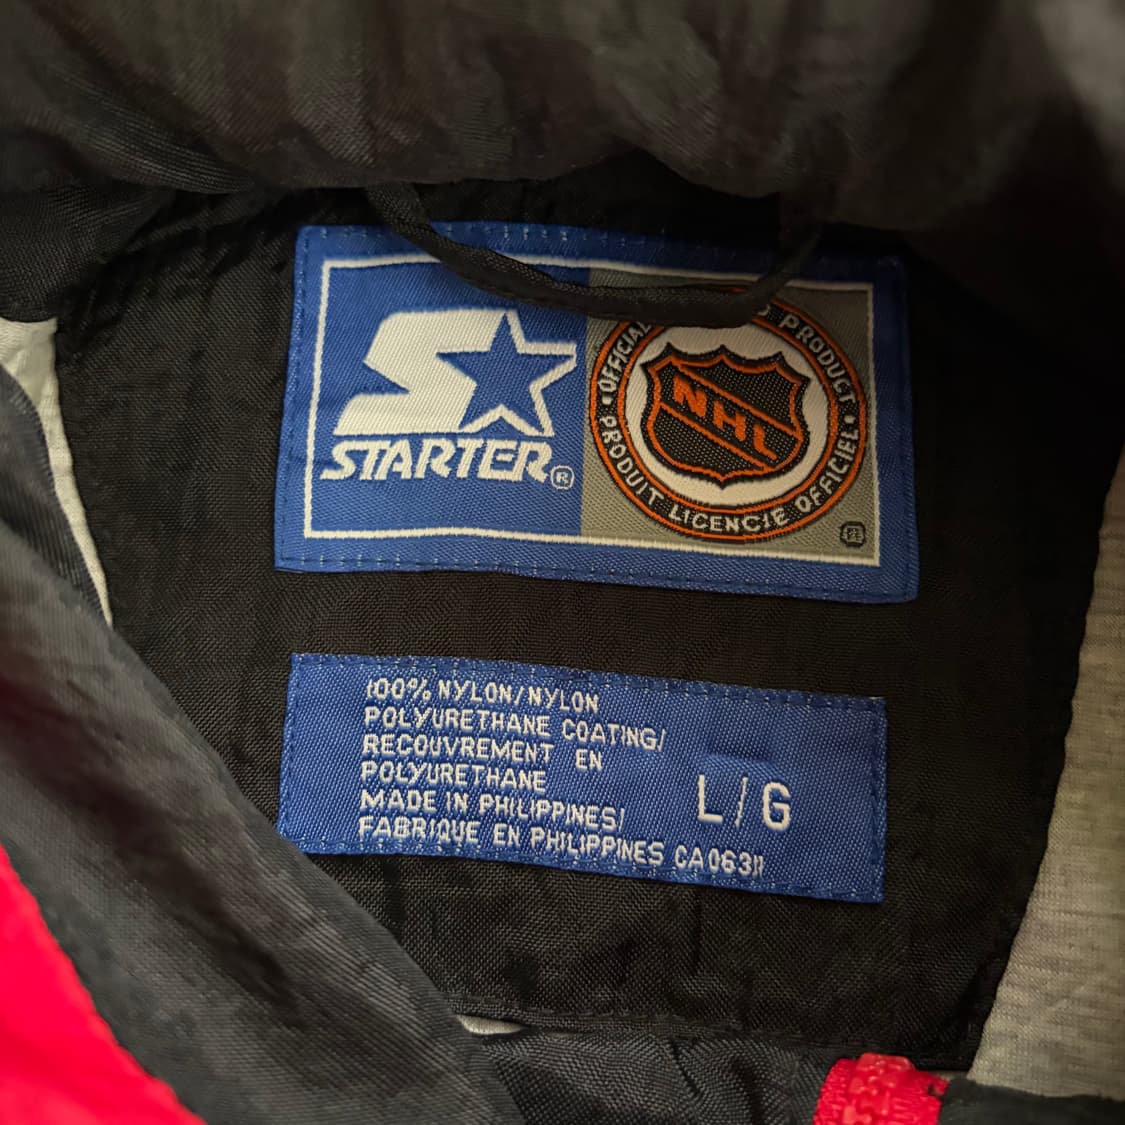 STARTER®
OFFICIAL PRODUCT
NHL
• PRODUIT LICENCIE OFFICIEL •
100% NYLON/NYLON
POLYURETHANE COATING/
RECOUVREMENT EN
POLYURETHANE
MADE IN PHILIPPINES/
FABRIQUE EN PHILIPPINES CA06311
L/G